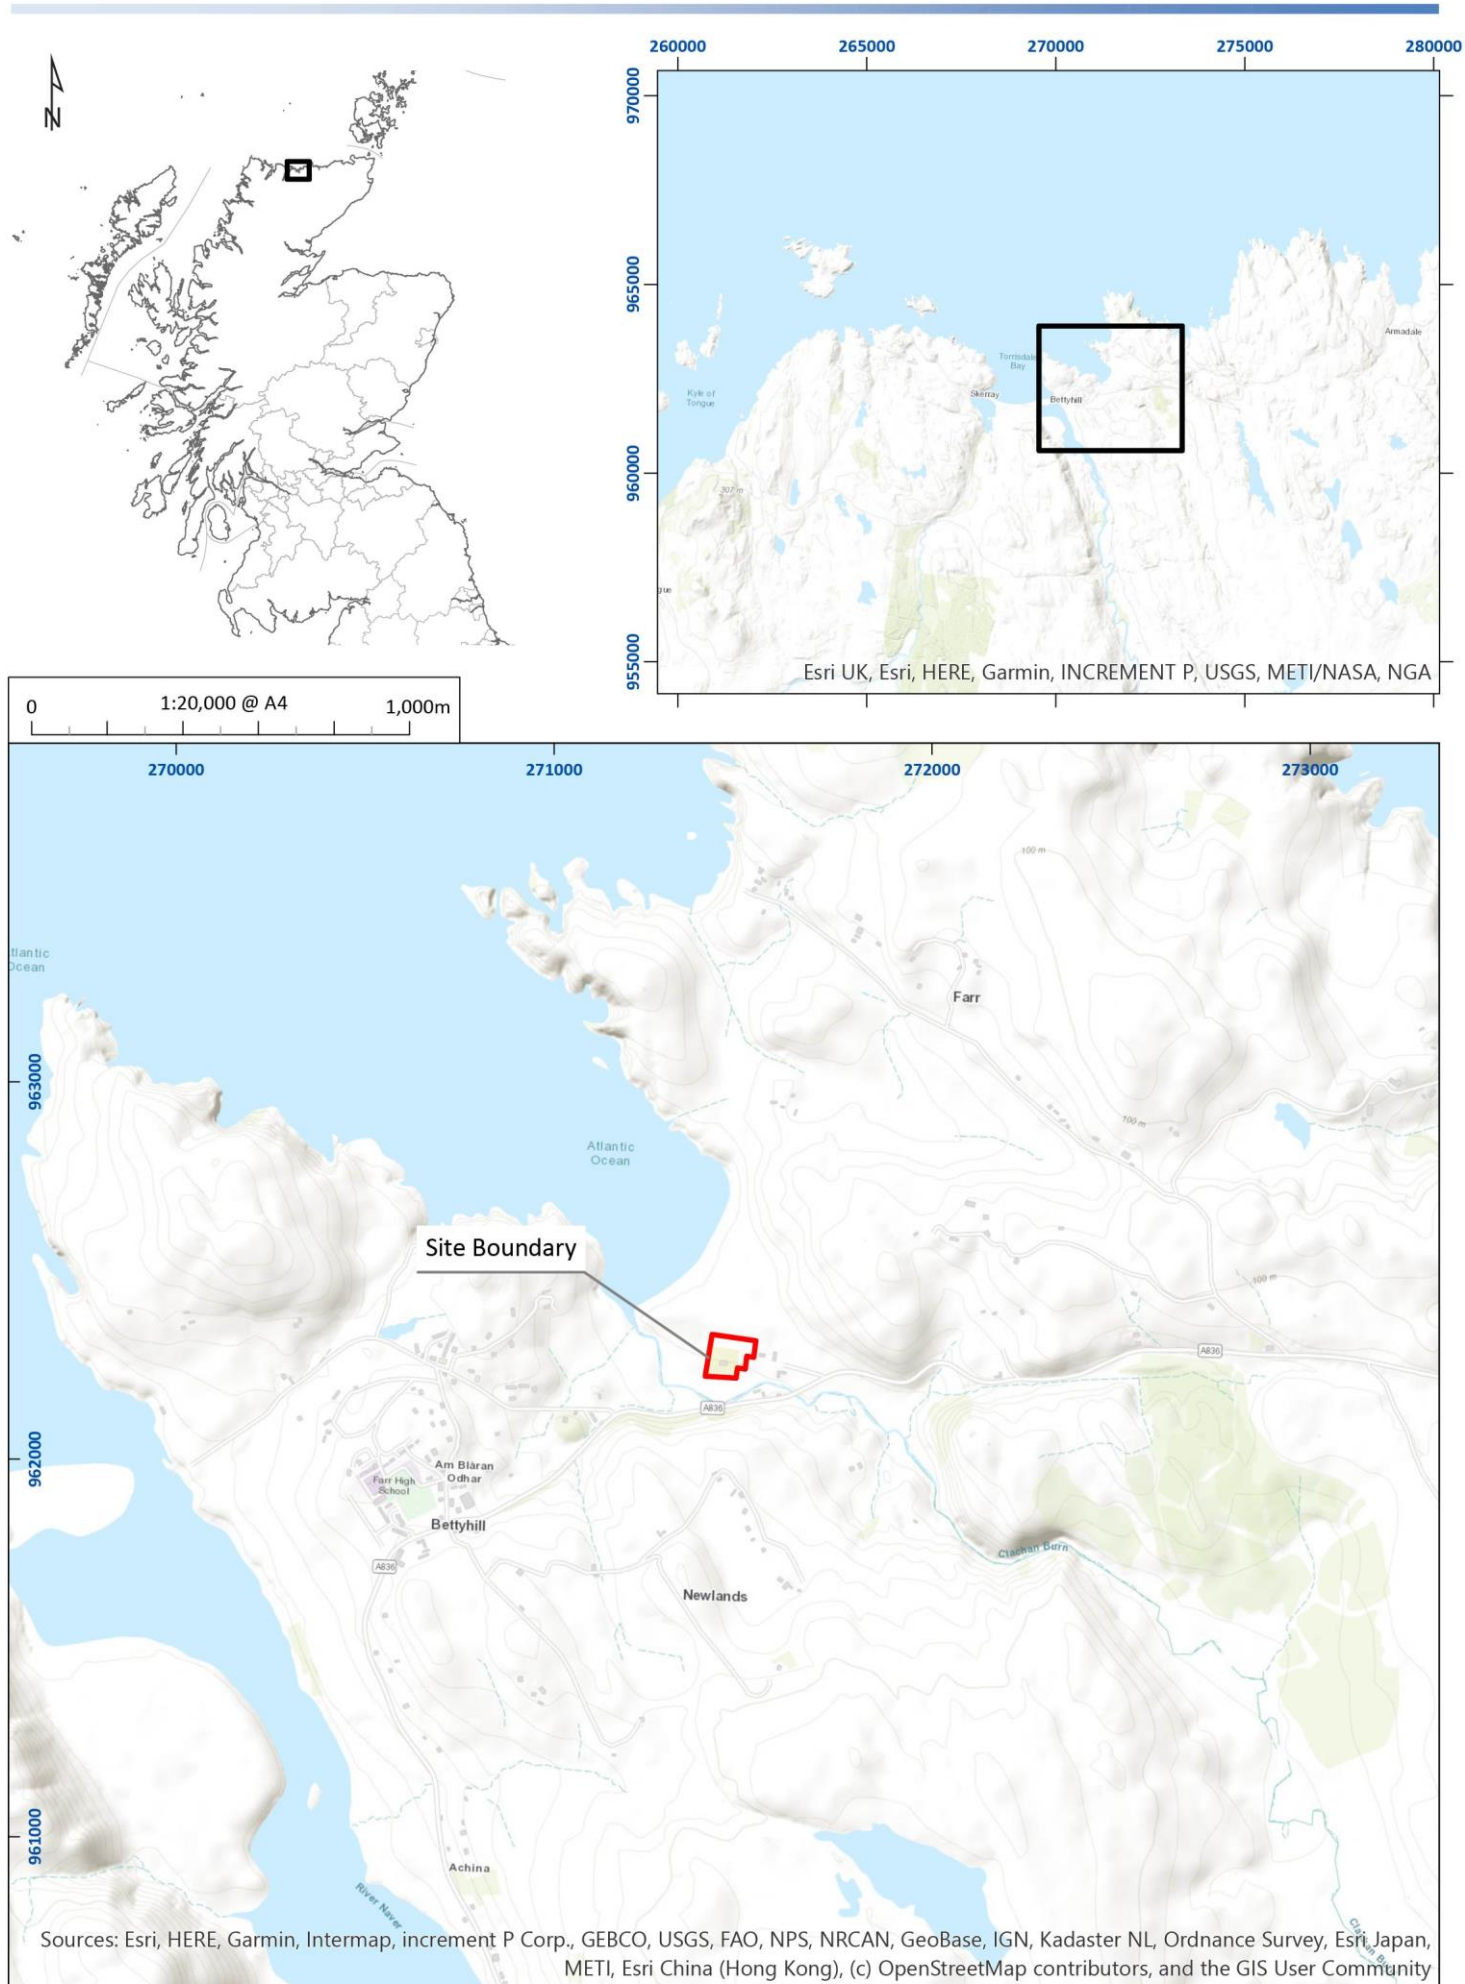 N
260000
265000
270000
275000
280000
970000
965000
960000
955000
Armadale
Torrisdale
Bay
Kyle of
Tongue
Skerray
Bettyhill
307 m
gue
Esri UK, Esri, HERE, Garmin, INCREMENT P, USGS, METI/NASA, NGA
0
1:20,000 @ A4
1,000m
270000
271000
272000
273000
100 m
tlantic
Ocean
Farr
963000
100 m
Atlantic
Ocean
Site Boundary
100 m
A836
A836
962000
Am Blàran
Odhar
Farr High
School
Bettyhill
Clachan Burn
A836
Newlands
961000
Achina
River Naver
Clachan Bu
Sources: Esri, HERE, Garmin, Intermap, increment P Corp., GEBCO, USGS, FAO, NPS, NRCAN, GeoBase, IGN, Kadaster NL, Ordnance Survey, Esri Japan,
METI, Esri China (Hong Kong), (c) OpenStreetMap contributors, and the GIS User Community